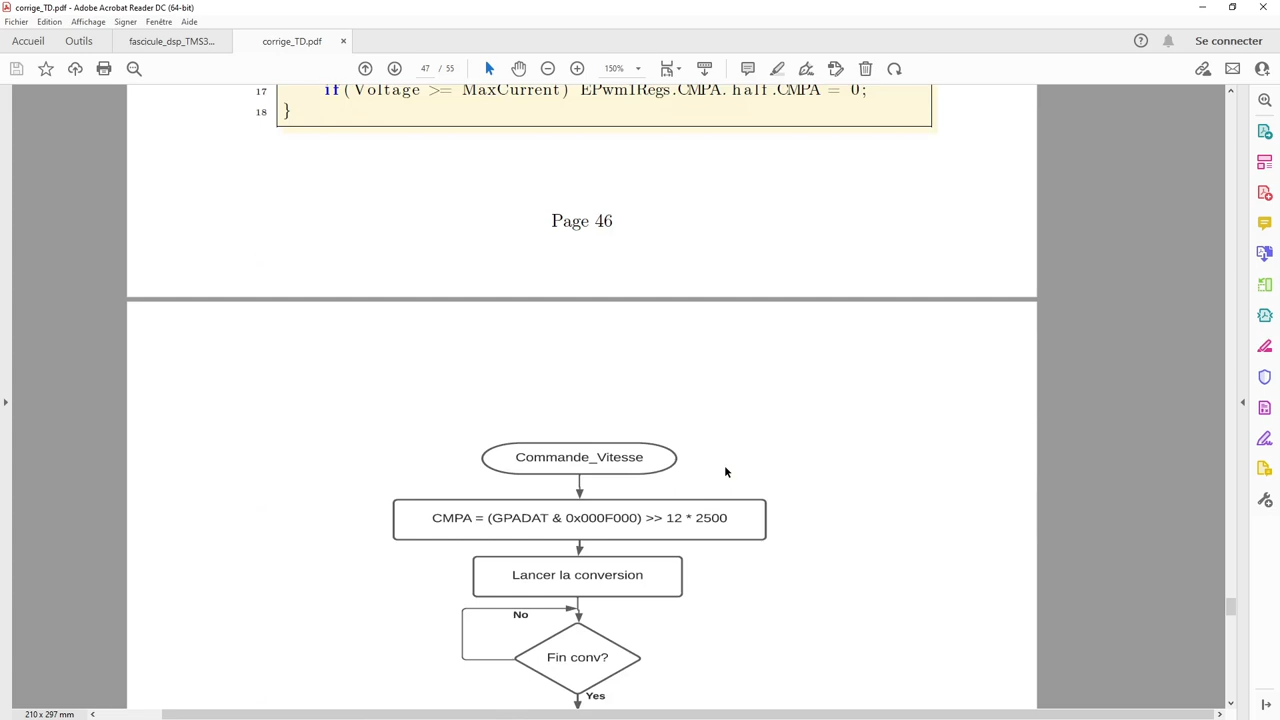 corrige_TD.pdf - Adobe Acrobat Reader DC (64-bit)
Fichier Edition Affichage Signer Fenêtre Aide
Accueil Outils fascicule_dsp_TMS3... corrige_TD.pdf × Se connecter
47 / 55 150%
17 if(Voltage >= MaxCurrent) EPwm1Regs.CMPA.half.CMPA = 0;
18 }
Page 46
Commande_Vitesse
CMPA = (GPADAT & 0x000F000) >> 12 * 2500
Lancer la conversion
No
Fin conv?
Yes
210 x 297 mm